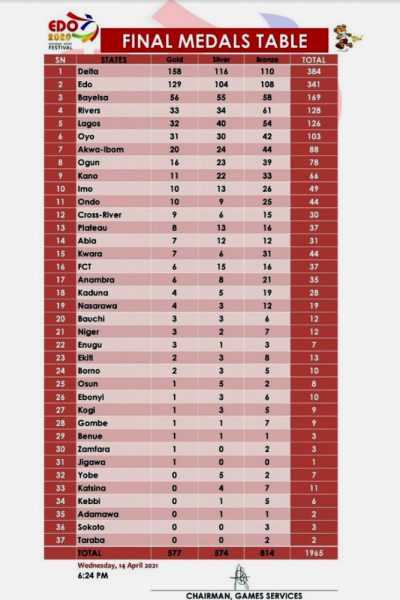 EDO
2020
NATIONAL SPORT
FESTIVAL
FINAL MEDALS TABLE
SN STATES Gold Silver Bronze TOTAL
1 Delta 158 116 110 384
2 Edo 129 104 108 341
3 Bayelsa 56 55 58 169
4 Rivers 33 34 61 128
5 Lagos 32 40 54 126
6 Oyo 31 30 42 103
7 Akwa-Ibom 20 24 44 88
8 Ogun 16 23 39 78
9 Kano 11 22 33 66
10 Imo 10 13 26 49
11 Ondo 10 9 25 44
12 Cross-River 9 6 15 30
13 Plateau 8 13 16 37
14 Abia 7 12 12 31
15 Kwara 7 6 31 44
16 FCT 6 15 16 37
17 Anambra 6 8 21 35
18 Kaduna 4 5 19 28
19 Nasarawa 4 3 12 19
20 Bauchi 3 3 6 12
21 Niger 3 2 7 12
22 Enugu 3 1 3 7
23 Ekiti 2 3 8 13
24 Borno 2 3 5 10
25 Osun 1 5 2 8
26 Ebonyi 1 3 6 10
27 Kogi 1 3 5 9
28 Gombe 1 1 7 9
29 Benue 1 1 1 3
30 Zamfara 1 0 2 3
31 Jigawa 1 0 0 1
32 Yobe 0 5 2 7
33 Katsina 0 4 7 11
34 Kebbi 0 1 5 6
35 Adamawa 0 1 1 2
36 Sokoto 0 0 3 3
37 Taraba 0 0 2 2
TOTAL 577 574 814 1965
Wednesday, 14 April 2021
6:24 PM
CHAIRMAN, GAMES SERVICES